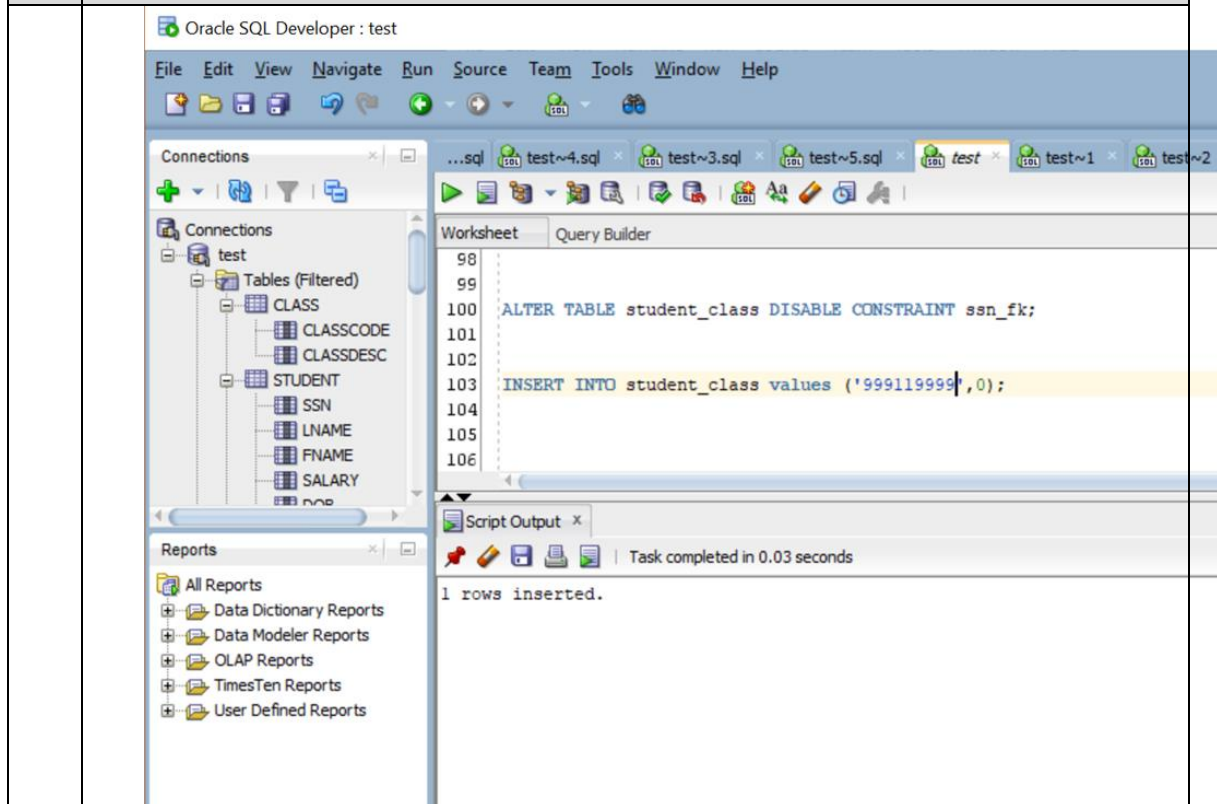 Oracle SQL Developer : test
File Edit View Navigate Run Source Team Tools Window Help
Connections
...sql test~4.sql test~3.sql test~5.sql test test~1 test~2
Connections
test
Tables (Filtered)
CLASS
CLASSCODE
CLASSDESC
STUDENT
SSN
LNAME
FNAME
SALARY
DOB
Worksheet Query Builder
98
99
100 ALTER TABLE student_class DISABLE CONSTRAINT ssn_fk;
101
102
103 INSERT INTO student_class values ('999119999',0);
104
105
106
Script Output
Task completed in 0.03 seconds
1 rows inserted.
Reports
All Reports
Data Dictionary Reports
Data Modeler Reports
OLAP Reports
TimesTen Reports
User Defined Reports